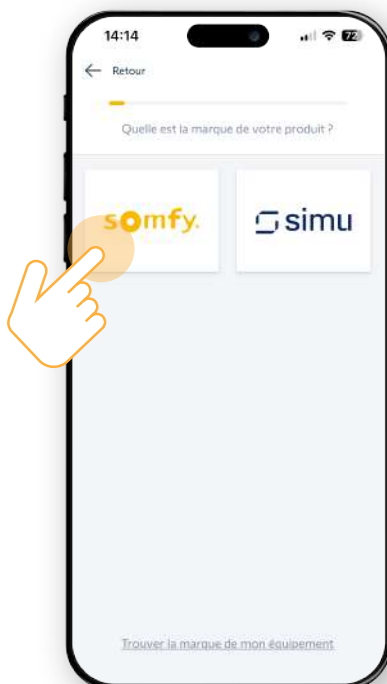 14:14
72
Retour
Quelle est la marque de votre produit ?
somfy.
simu
Trouver la marque de mon équipement